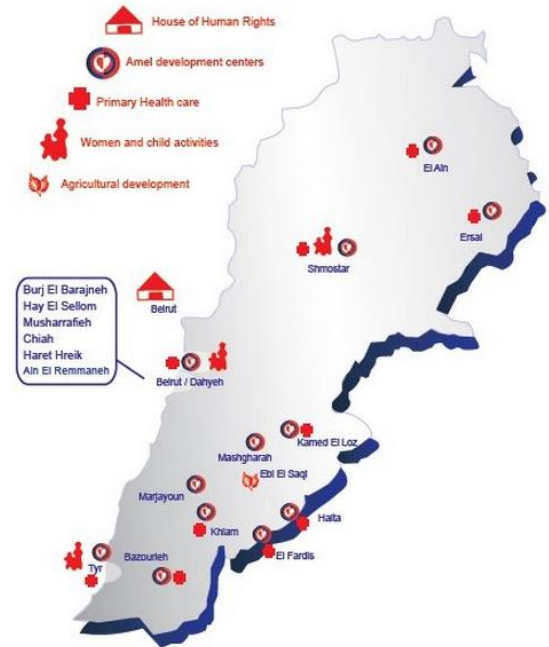 House of Human Rights
Amel development centers
Primary Health care
Women and child activities
Agricultural development
El Ain
Ersal
Shmostar
Burj El Barajneh
Hay El Sellom
Musharrafieh
Chiah
Haret Hreik
Ain El Remmaneh
Beirut
Beirut / Dahyeh
Kamed El Loz
Mashgharah
Ebl El Saqi
Marjayoun
Halta
Khiam
El Fardis
Bazourieh
Tyr